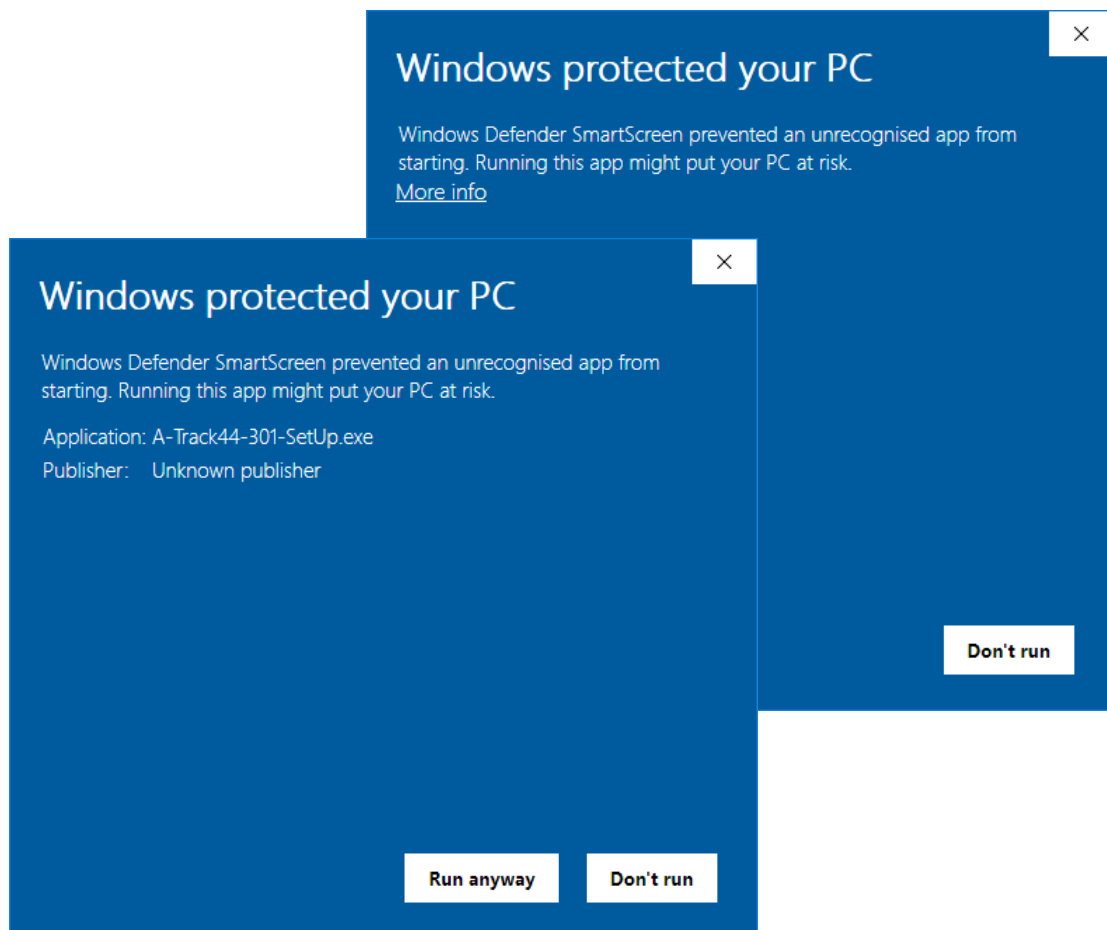 Windows protected your PC
Windows Defender SmartScreen prevented an unrecognised app from
starting. Running this app might put your PC at risk.
More info
Don't run
Windows protected your PC
Windows Defender SmartScreen prevented an unrecognised app from
starting. Running this app might put your PC at risk.
Application: A-Track44-301-SetUp.exe
Publisher: Unknown publisher
Run anyway Don't run